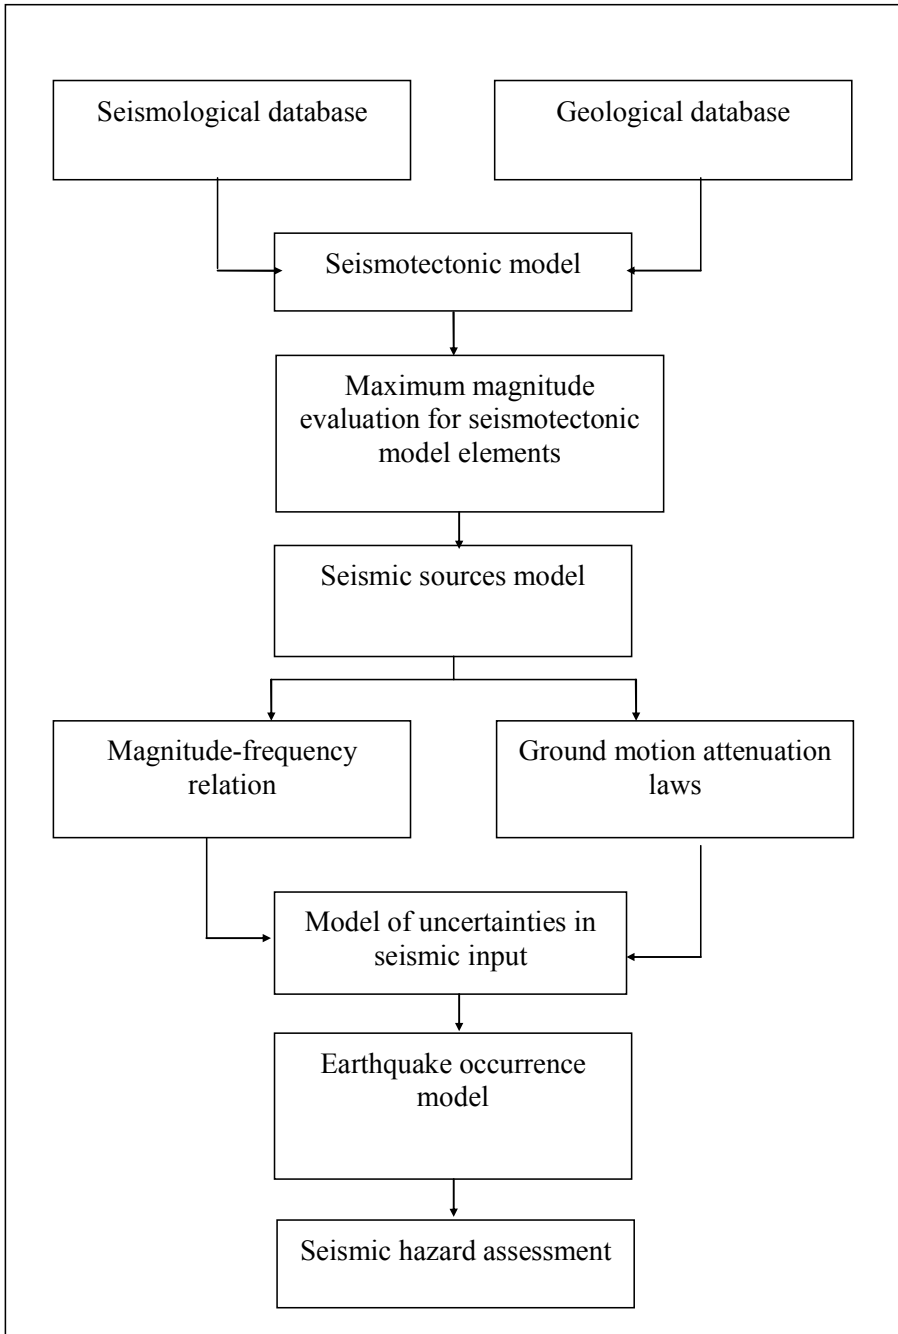 Seismological database
Geological database
Seismotectonic model
Maximum magnitude
evaluation for seismotectonic
model elements
Seismic sources model
Magnitude-frequency
relation
Ground motion attenuation
laws
Model of uncertainties in
seismic input
Earthquake occurrence
model
Seismic hazard assessment